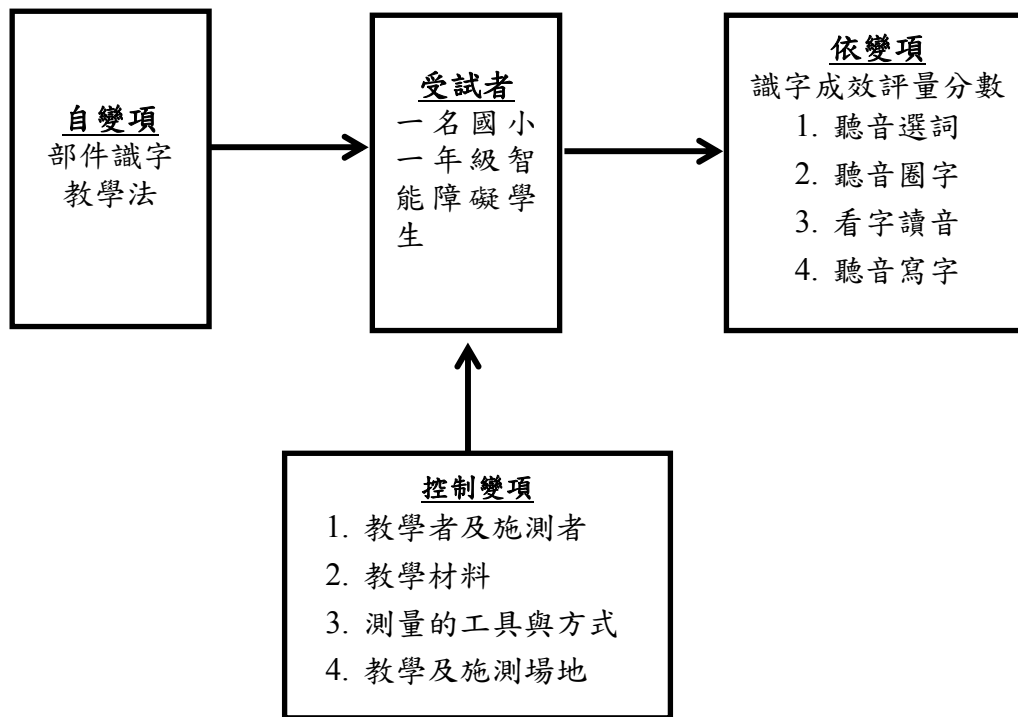 自變項
部件識字
教學法
受試者
一名國小
一年級智
能障礙學
生
依變項
識字成效評量分數
1. 聽音選詞
2. 聽音圈字
3. 看字讀音
4. 聽音寫字
控制變項
1. 教學者及施測者
2. 教學材料
3. 測量的工具與方式
4. 教學及施測場地